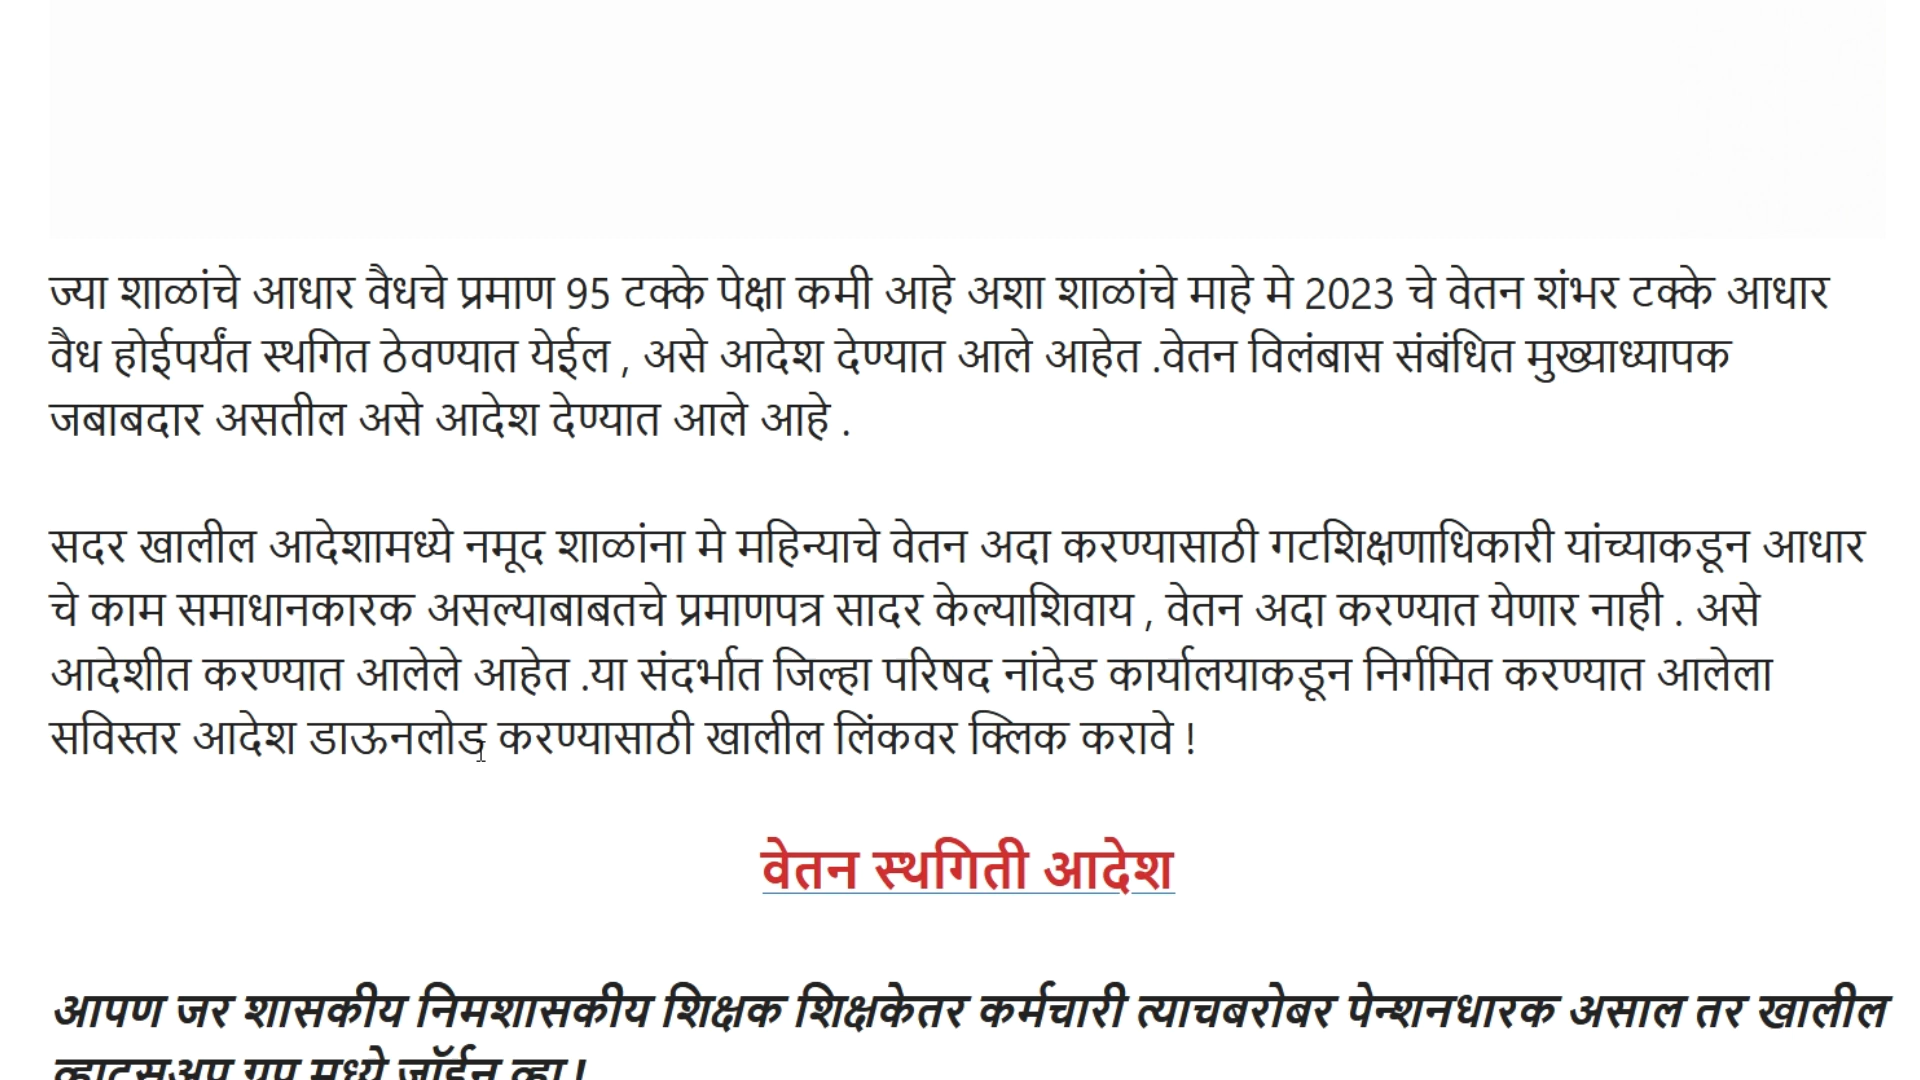 ज्या शाळांचे आधार वैधचे प्रमाण 95 टक्के पेक्षा कमी आहे अशा शाळांचे माहे मे 2023 चे वेतन शंभर टक्के आधार
वैध होईपर्यंत स्थगित ठेवण्यात येईल , असे आदेश देण्यात आले आहेत .वेतन विलंबास संबंधित मुख्याध्यापक
जबाबदार असतील असे आदेश देण्यात आले आहे .
सदर खालील आदेशामध्ये नमूद शाळांना मे महिन्याचे वेतन अदा करण्यासाठी गटशिक्षणाधिकारी यांच्याकडून आधार
चे काम समाधानकारक असल्याबाबतचे प्रमाणपत्र सादर केल्याशिवाय , वेतन अदा करण्यात येणार नाही . असे
आदेशीत करण्यात आलेले आहेत .या संदर्भात जिल्हा परिषद नांदेड कार्यालयाकडून निर्गमित करण्यात आलेला
सविस्तर आदेश डाऊनलोड करण्यासाठी खालील लिंकवर क्लिक करावे !
वेतन स्थगिती आदेश
आपण जर शासकीय निमशासकीय शिक्षक शिक्षकेतर कर्मचारी त्याचबरोबर पेन्शनधारक असाल तर खालील
व्हाट्सअप ग्रुप मध्ये जॉईन व्हा !